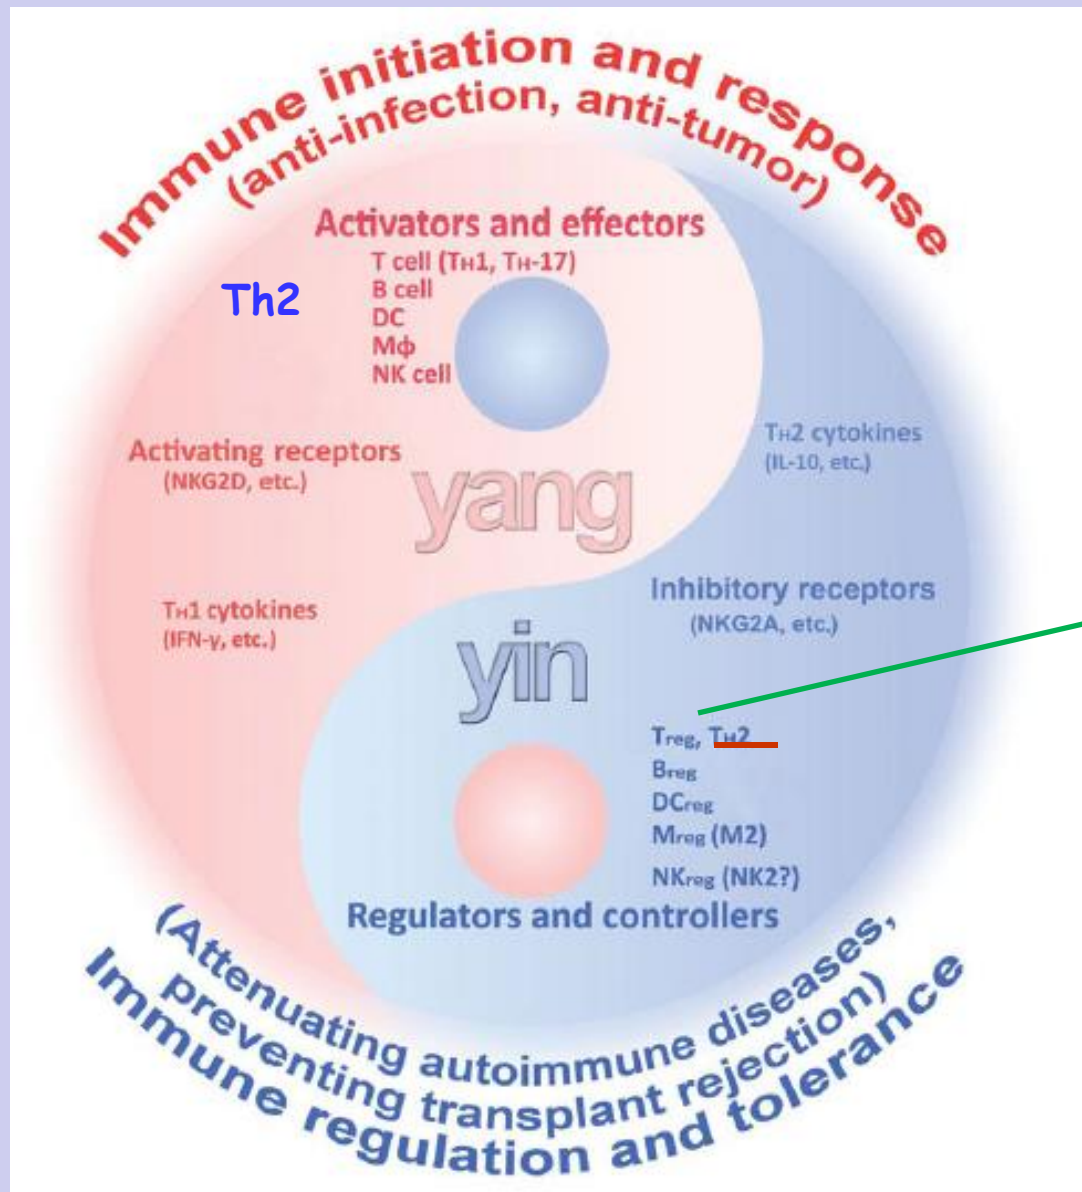 Immune initiation and response
(anti-infection, anti-tumor)
Activators and effectors
T cell (TH1, TH-17)
Th2
B cell
DC
Mϕ
NK cell
TH2 cytokines
(IL-10, etc.)
Activating receptors
(NKG2D, etc.)
yang
Inhibitory receptors
(NKG2A, etc.)
TH1 cytokines
(IFN-γ, etc.)
yin
Treg, TH2
Breg
DCreg
Mreg (M2)
NKreg (NK2?)
Regulators and controllers
(Attenuating autoimmune diseases,
preventing transplant rejection)
Immune regulation and tolerance